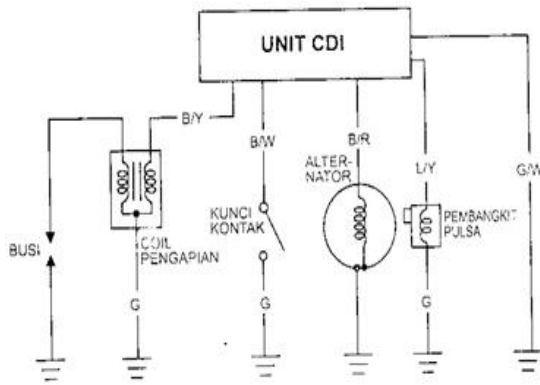 UNIT CDI
B/Y
B/W
B/R
L/Y
G/W
ALTER-
NATOR
KUNCI
KONTAK
PEMBANGKIT
PULSA
BUSI
COIL
PENGAPIAN
G
G
G